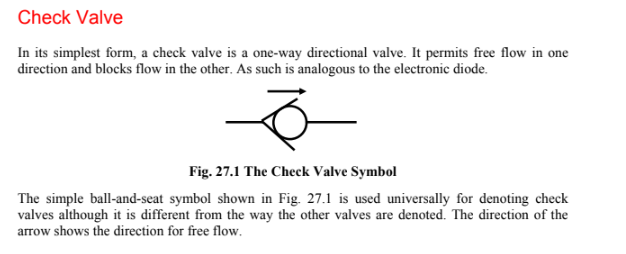 Check Valve
In its simplest form, a check valve is a one-way directional valve. It permits free flow in one
direction and blocks flow in the other. As such is analogous to the electronic diode.
Fig. 27.1 The Check Valve Symbol
The simple ball-and-seat symbol shown in Fig. 27.1 is used universally for denoting check
valves although it is different from the way the other valves are denoted. The direction of the
arrow shows the direction for free flow.